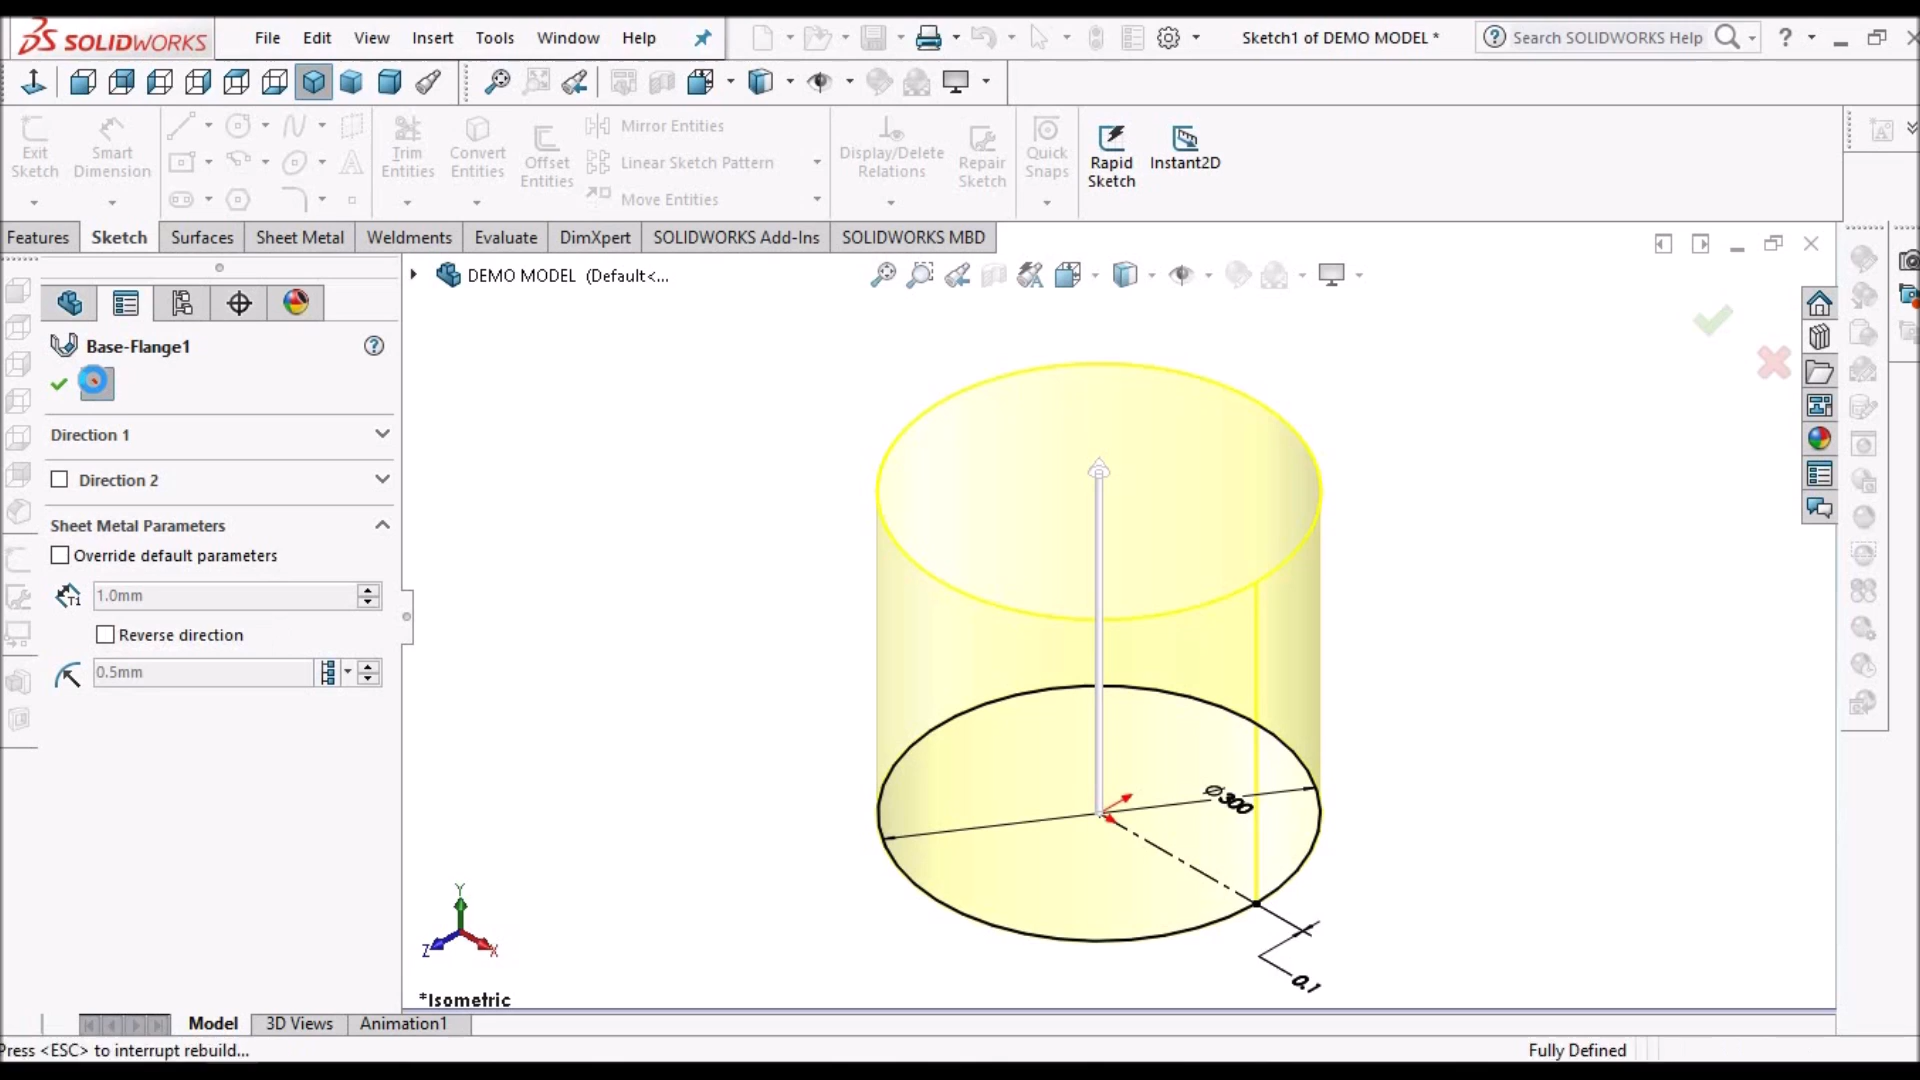 SOLIDWORKS
File Edit View Insert Tools Window Help
Sketch1 of DEMO MODEL *
Search SOLIDWORKS Help
?
Exit Sketch
Smart Dimension
Trim Entities
Convert Entities
Offset Entities
Mirror Entities
Linear Sketch Pattern
Move Entities
Display/Delete Relations
Repair Sketch
Quick Snaps
Rapid Sketch
Instant2D
Features Sketch Surfaces Sheet Metal Weldments Evaluate DimXpert SOLIDWORKS Add-Ins SOLIDWORKS MBD
DEMO MODEL (Default<...
Base-Flange1
Direction 1
Direction 2
Sheet Metal Parameters
Override default parameters
T1
1.0mm
Reverse direction
0.5mm
Ø300
0.1
Y
Z
X
*Isometric
Model 3D Views Animation1
Press <ESC> to interrupt rebuild...
Fully Defined